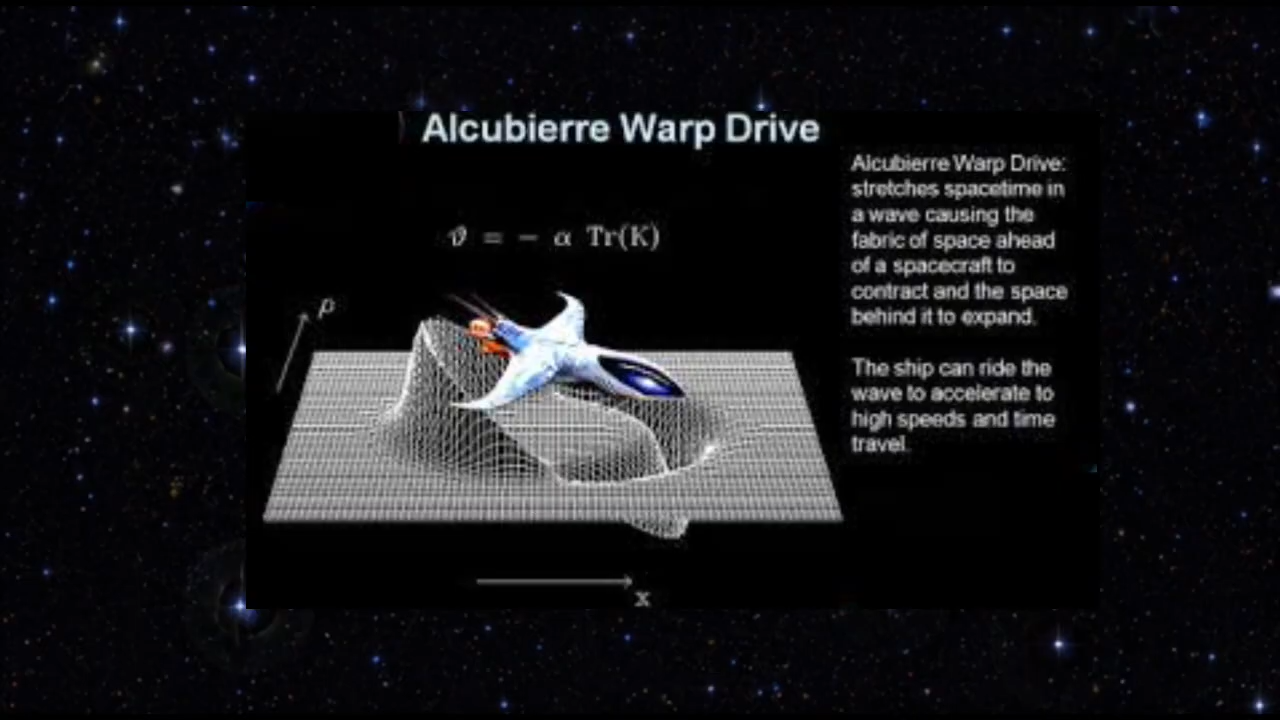 Alcubierre Warp Drive
ϑ = − α Tr(K)
ρ
x
Alcubierre Warp Drive:
stretches spacetime in
a wave causing the
fabric of space ahead
of a spacecraft to
contract and the space
behind it to expand.
The ship can ride the
wave to accelerate to
high speeds and time
travel.